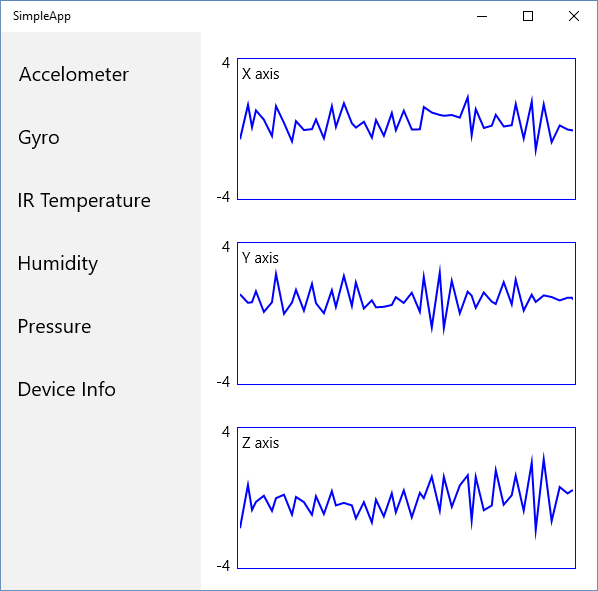 SimpleApp
Accelometer
Gyro
IR Temperature
Humidity
Pressure
Device Info
4
X axis
-4
4
Y axis
-4
4
Z axis
-4